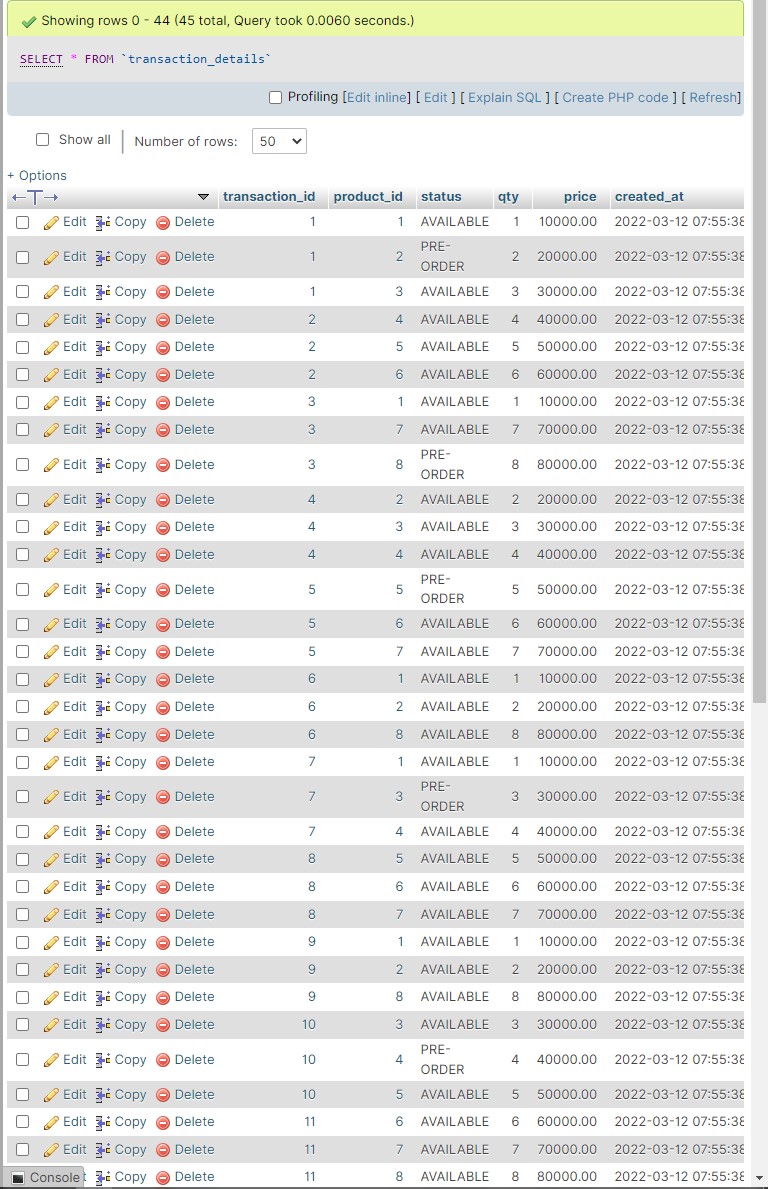 Showing rows 0 - 44 (45 total, Query took 0.0060 seconds.)
SELECT * FROM `transaction_details`
Profiling [Edit inline] [ Edit ] [ Explain SQL ] [ Create PHP code ] [ Refresh]
Show all Number of rows: 50
+ Options
transaction_id product_id status qty price created_at
Edit Copy Delete 1 1 AVAILABLE 1 10000.00 2022-03-12 07:55:38
Edit Copy Delete 1 2 PRE-
ORDER 2 20000.00 2022-03-12 07:55:38
Edit Copy Delete 1 3 AVAILABLE 3 30000.00 2022-03-12 07:55:38
Edit Copy Delete 2 4 AVAILABLE 4 40000.00 2022-03-12 07:55:38
Edit Copy Delete 2 5 AVAILABLE 5 50000.00 2022-03-12 07:55:38
Edit Copy Delete 2 6 AVAILABLE 6 60000.00 2022-03-12 07:55:38
Edit Copy Delete 3 1 AVAILABLE 1 10000.00 2022-03-12 07:55:38
Edit Copy Delete 3 7 AVAILABLE 7 70000.00 2022-03-12 07:55:38
Edit Copy Delete 3 8 PRE-
ORDER 8 80000.00 2022-03-12 07:55:38
Edit Copy Delete 4 2 AVAILABLE 2 20000.00 2022-03-12 07:55:38
Edit Copy Delete 4 3 AVAILABLE 3 30000.00 2022-03-12 07:55:38
Edit Copy Delete 4 4 AVAILABLE 4 40000.00 2022-03-12 07:55:38
Edit Copy Delete 5 5 PRE-
ORDER 5 50000.00 2022-03-12 07:55:38
Edit Copy Delete 5 6 AVAILABLE 6 60000.00 2022-03-12 07:55:38
Edit Copy Delete 5 7 AVAILABLE 7 70000.00 2022-03-12 07:55:38
Edit Copy Delete 6 1 AVAILABLE 1 10000.00 2022-03-12 07:55:38
Edit Copy Delete 6 2 AVAILABLE 2 20000.00 2022-03-12 07:55:38
Edit Copy Delete 6 8 AVAILABLE 8 80000.00 2022-03-12 07:55:38
Edit Copy Delete 7 1 AVAILABLE 1 10000.00 2022-03-12 07:55:38
Edit Copy Delete 7 3 PRE-
ORDER 3 30000.00 2022-03-12 07:55:38
Edit Copy Delete 7 4 AVAILABLE 4 40000.00 2022-03-12 07:55:38
Edit Copy Delete 8 5 AVAILABLE 5 50000.00 2022-03-12 07:55:38
Edit Copy Delete 8 6 AVAILABLE 6 60000.00 2022-03-12 07:55:38
Edit Copy Delete 8 7 AVAILABLE 7 70000.00 2022-03-12 07:55:38
Edit Copy Delete 9 1 AVAILABLE 1 10000.00 2022-03-12 07:55:38
Edit Copy Delete 9 2 AVAILABLE 2 20000.00 2022-03-12 07:55:38
Edit Copy Delete 9 8 AVAILABLE 8 80000.00 2022-03-12 07:55:38
Edit Copy Delete 10 3 AVAILABLE 3 30000.00 2022-03-12 07:55:38
Edit Copy Delete 10 4 PRE-
ORDER 4 40000.00 2022-03-12 07:55:38
Edit Copy Delete 10 5 AVAILABLE 5 50000.00 2022-03-12 07:55:38
Edit Copy Delete 11 6 AVAILABLE 6 60000.00 2022-03-12 07:55:38
Edit Copy Delete 11 7 AVAILABLE 7 70000.00 2022-03-12 07:55:38
Console Copy Delete 11 8 AVAILABLE 8 80000.00 2022-03-12 07:55:38